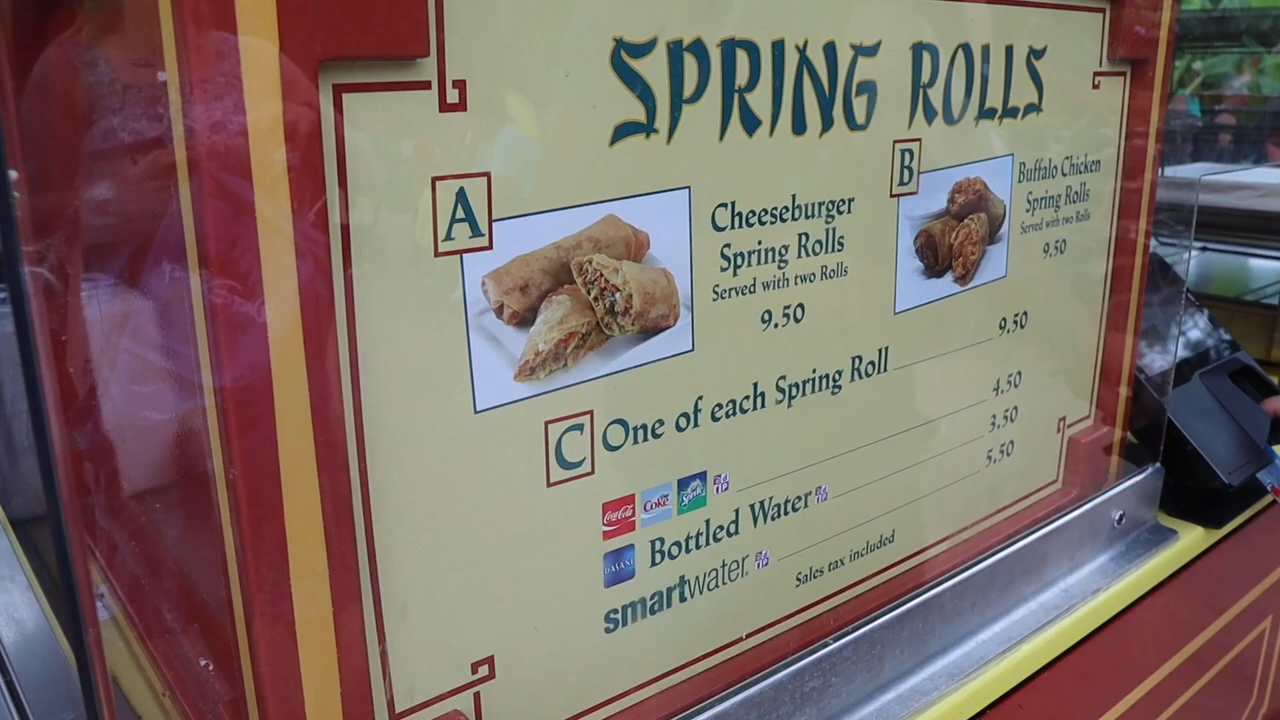 SPRING ROLLS
A
Cheeseburger
Spring Rolls
Served with two Rolls
9.50
B
Buffalo Chicken
Spring Rolls
Served with two Rolls
9.50
C One of each Spring Roll 9.50
Coca-Cola Coke Sprite 4.50
DASANI Bottled Water 3.50
smartwater 5.50
Sales tax included